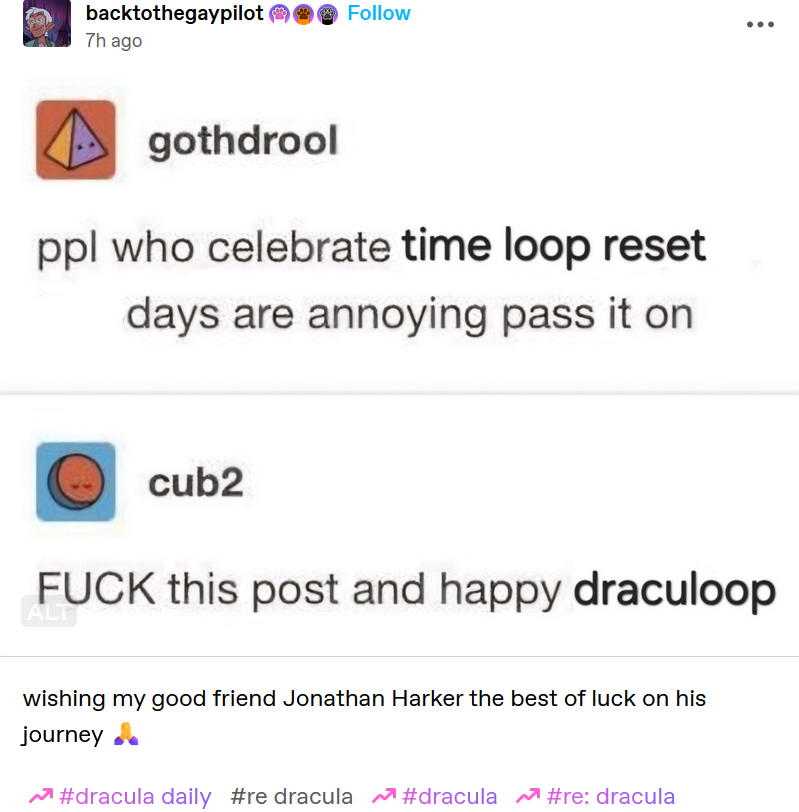 backtothegaypilot Follow
7h ago
gothdrool
ppl who celebrate time loop reset
days are annoying pass it on
cub2
FUCK this post and happy draculoop
ALT
wishing my good friend Jonathan Harker the best of luck on his
journey 🙏
#dracula daily #re dracula #dracula #re: dracula